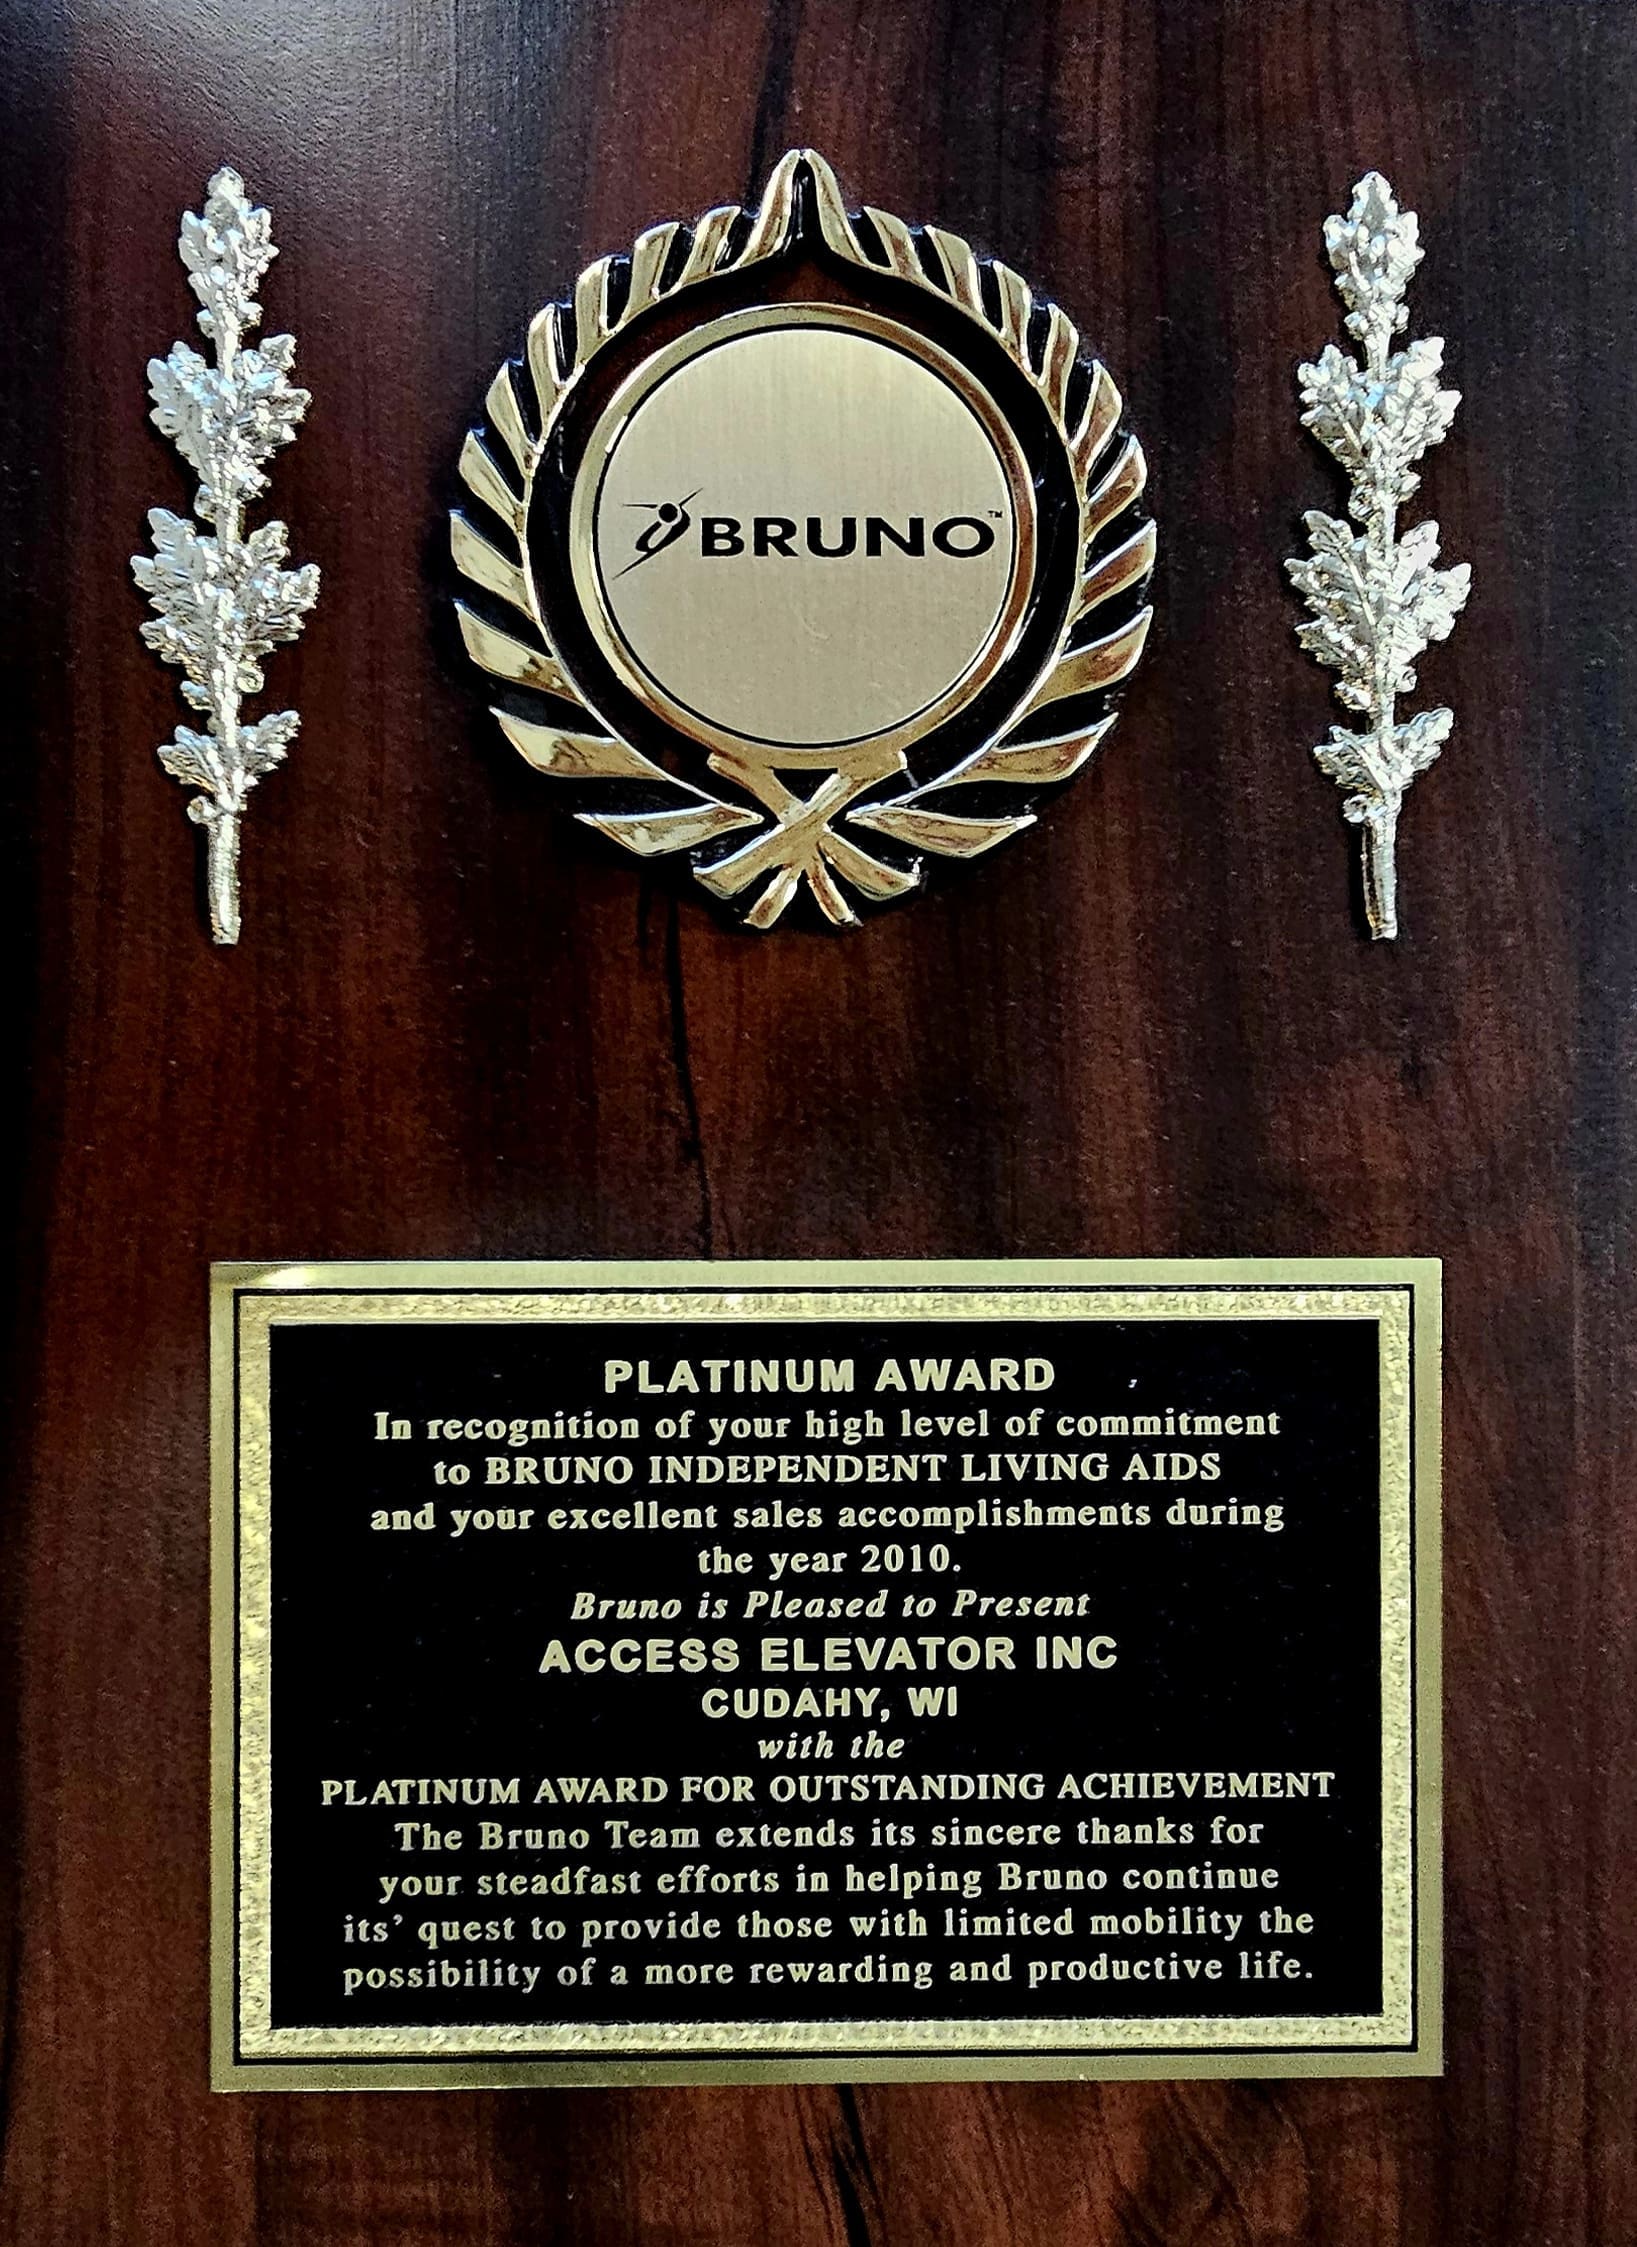 BRUNO™
PLATINUM AWARD
In recognition of your high level of commitment
to BRUNO INDEPENDENT LIVING AIDS
and your excellent sales accomplishments during
the year 2010.
Bruno is Pleased to Present
ACCESS ELEVATOR INC
CUDAHY, WI
with the
PLATINUM AWARD FOR OUTSTANDING ACHIEVEMENT
The Bruno Team extends its sincere thanks for
your steadfast efforts in helping Bruno continue
its’ quest to provide those with limited mobility the
possibility of a more rewarding and productive life.